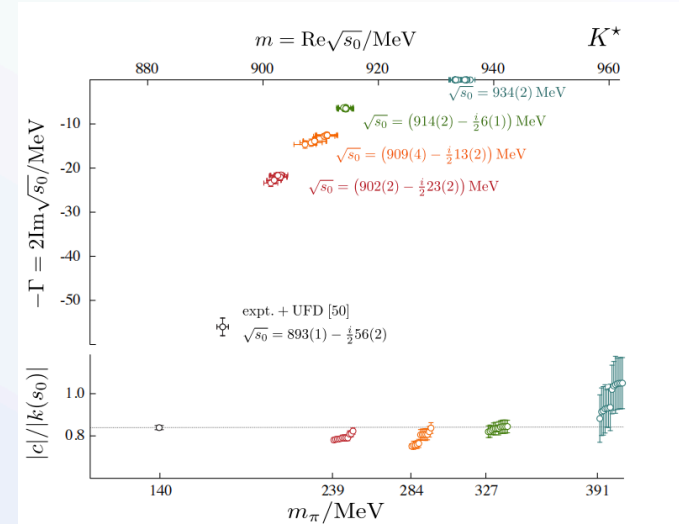 m = Re√s₀/MeV K⋆
880 900 920 940 960
√s₀ = 934(2) MeV
-10
√s₀ = (914(2) − i/2 6(1)) MeV
√s₀ = (909(4) − i/2 13(2)) MeV
-20
√s₀ = (902(2) − i/2 23(2)) MeV
-30
-40
-50
−Γ = 2Im√s₀/MeV
expt. + UFD [50]
√s₀ = 893(1) − i/2 56(2)
|c|/|k(s₀)|
1.0
0.8
140 239 284 327 391
mπ/MeV